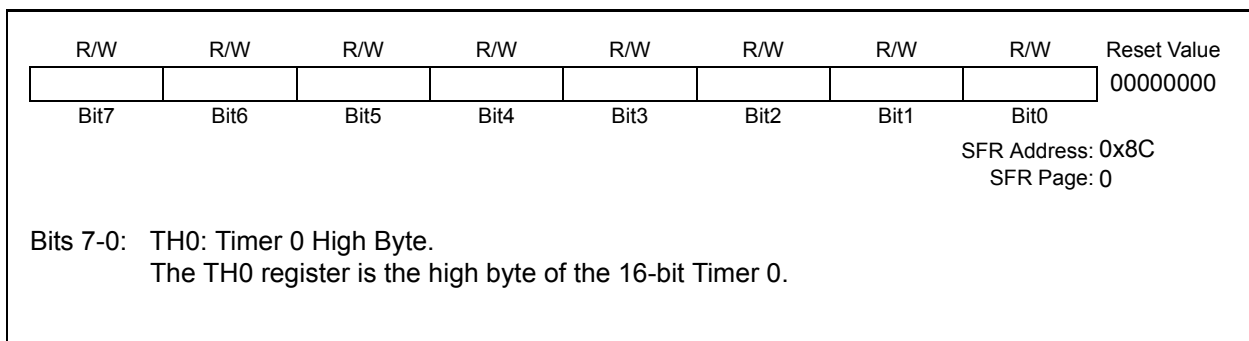 R/W R/W R/W R/W R/W R/W R/W R/W Reset Value
00000000
Bit7 Bit6 Bit5 Bit4 Bit3 Bit2 Bit1 Bit0
SFR Address: 0x8C
SFR Page: 0
Bits 7-0: TH0: Timer 0 High Byte.
The TH0 register is the high byte of the 16-bit Timer 0.